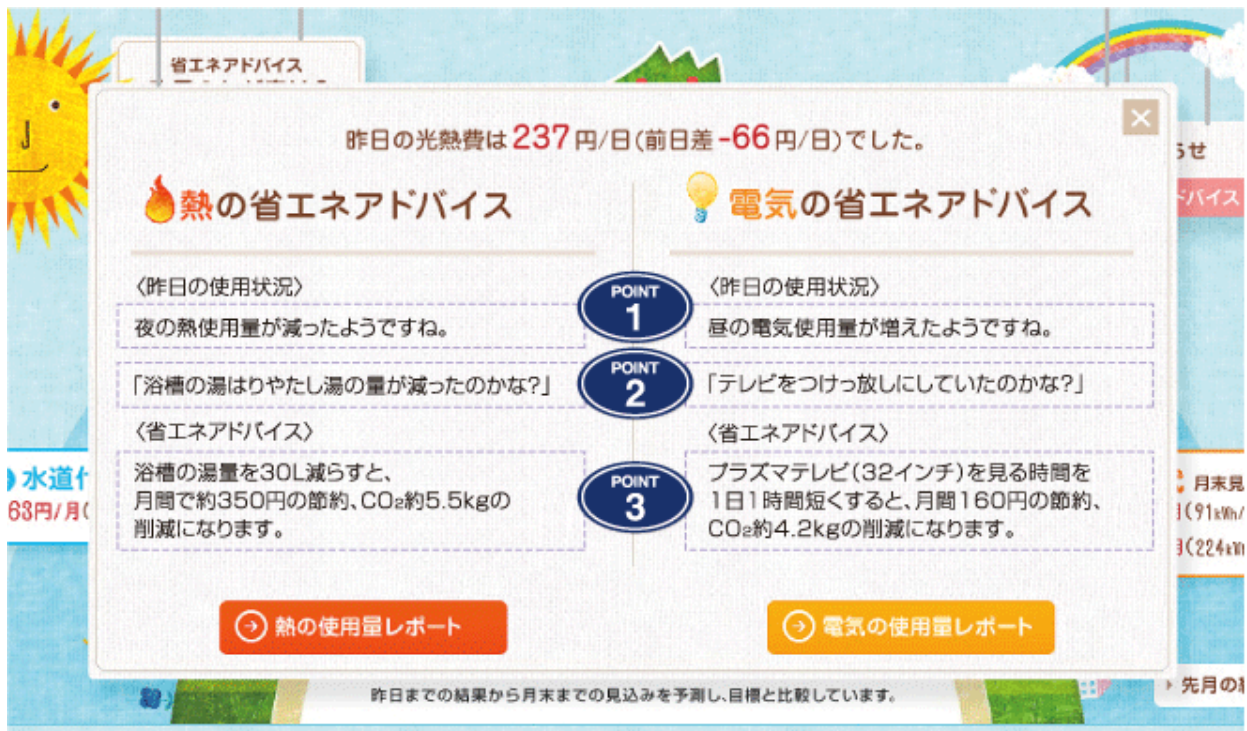 省エネアドバイス
昨日の光熱費は237円/日(前日差-66円/日)でした。
熱の省エネアドバイス
〈昨日の使用状況〉
夜の熱使用量が減ったようですね。
「浴槽の湯はりやたし湯の量が減ったのかな?」
〈省エネアドバイス〉
浴槽の湯量を30L減らすと、
月間で約350円の節約、CO2約5.5kgの
削減になります。
熱の使用量レポート
POINT
1
POINT
2
POINT
3
電気の省エネアドバイス
〈昨日の使用状況〉
昼の電気使用量が増えたようですね。
「テレビをつけっ放しにしていたのかな?」
〈省エネアドバイス〉
プラズマテレビ(32インチ)を見る時間を
1日1時間短くすると、月間160円の節約、
CO2約4.2kgの削減になります。
電気の使用量レポート
らせ
ドバイス
水道代
63円/月(
月末見
(91kWh/
(224kWh
昨日までの結果から月末までの見込みを予測し、目標と比較しています。
先月の